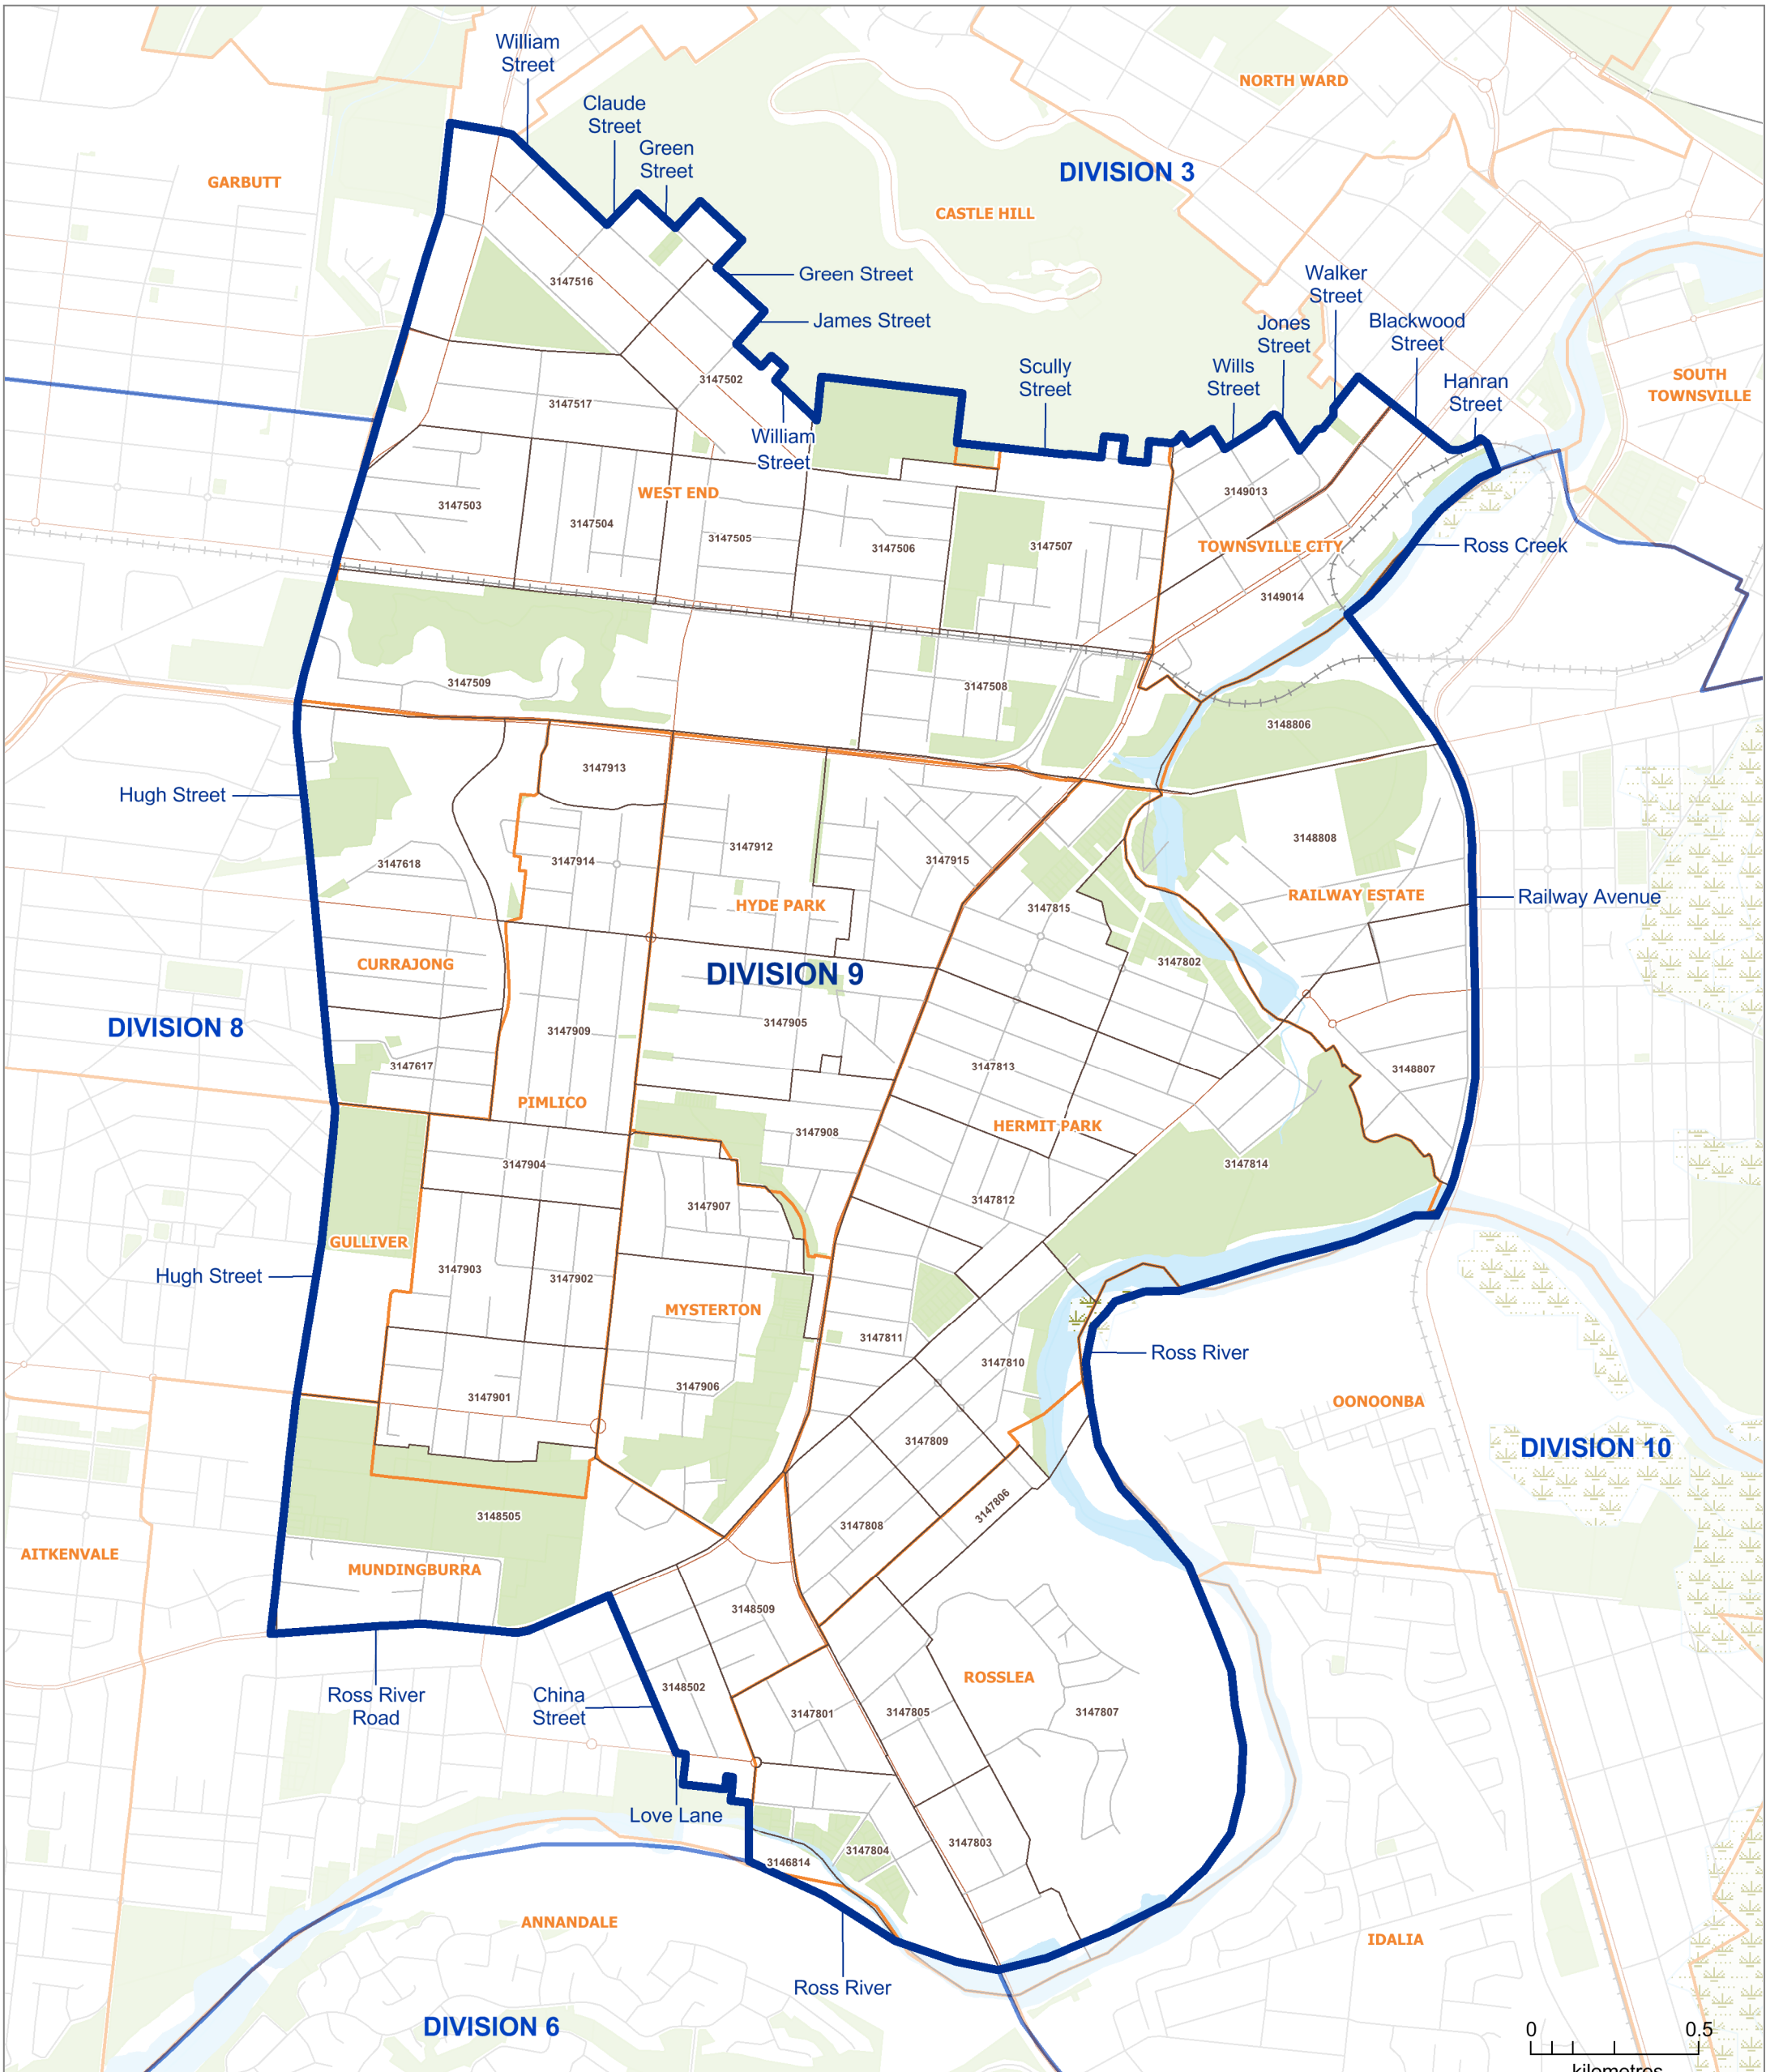 William
Street
Claude
Street
Green
Street
NORTH WARD
DIVISION 3
GARBUTT
CASTLE HILL
Green Street
3147516
James Street
Walker
Street
Jones
Street
Blackwood
Street
Wills
Street
Scully
Street
Hanran
Street
SOUTH
TOWNSVILLE
3147502
3147517
William
Street
WEST END
3149013
3147503
3147504
3147505
3147506
3147507
TOWNSVILLE CITY
Ross Creek
3149014
3147509
3147508
3148806
Hugh Street
3147913
3147912
3148808
3147618
3147914
3147915
HYDE PARK
3147815
RAILWAY ESTATE
Railway Avenue
CURRAJONG
DIVISION 9
3147802
DIVISION 8
3147909
3147905
3147617
3147813
3148807
PIMLICO
3147908
HERMIT PARK
3147904
3147814
3147907
3147812
GULLIVER
Hugh Street
3147903
3147902
MYSTERTON
3147811
3147810
Ross River
3147901
3147906
OONOONBA
3147809
DIVISION 10
3147806
3148505
3147808
AITKENVALE
MUNDINGBURRA
3148509
ROSSLEA
Ross River
Road
China
Street
3148502
3147801
3147805
3147807
Love Lane
3147803
3147804
3146814
ANNANDALE
IDALIA
Ross River
DIVISION 6
0 0.5
kilometres